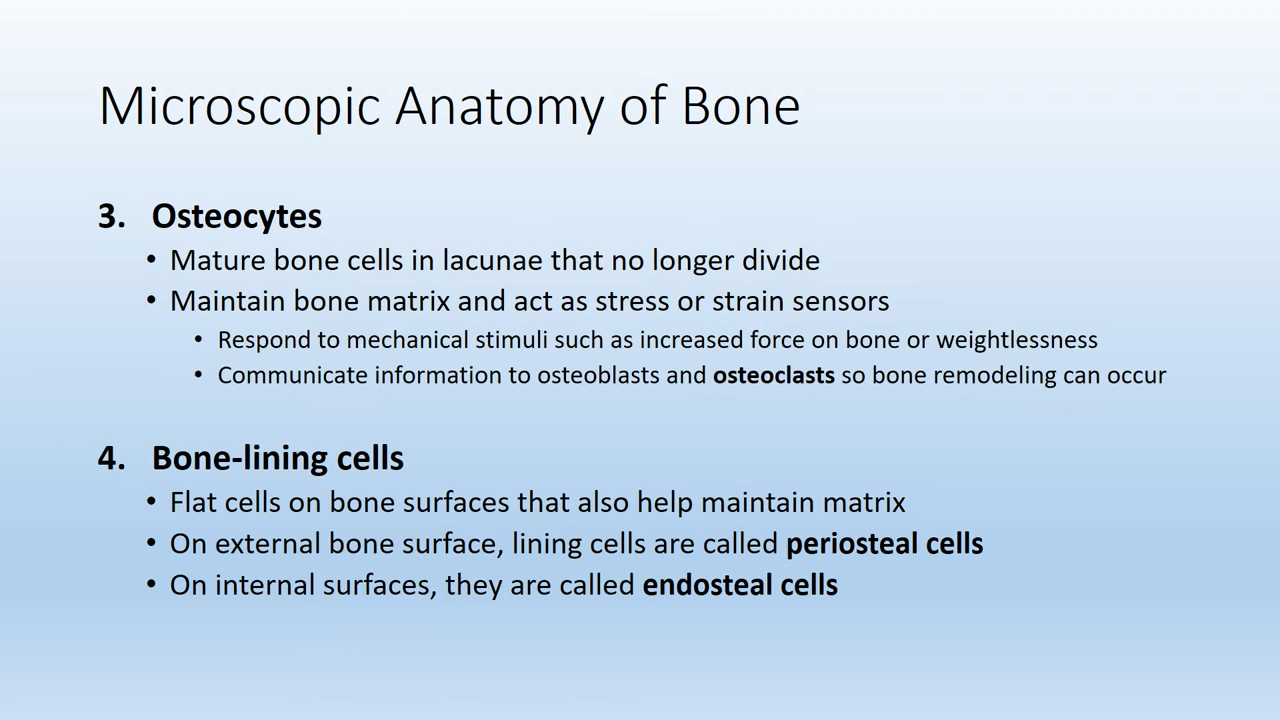 Microscopic Anatomy of Bone
3. Osteocytes
• Mature bone cells in lacunae that no longer divide
• Maintain bone matrix and act as stress or strain sensors
• Respond to mechanical stimuli such as increased force on bone or weightlessness
• Communicate information to osteoblasts and osteoclasts so bone remodeling can occur
4. Bone-lining cells
• Flat cells on bone surfaces that also help maintain matrix
• On external bone surface, lining cells are called periosteal cells
• On internal surfaces, they are called endosteal cells